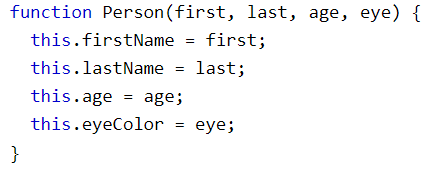 function Person(first, last, age, eye) {
  this.firstName = first;
  this.lastName = last;
  this.age = age;
  this.eyeColor = eye;
}